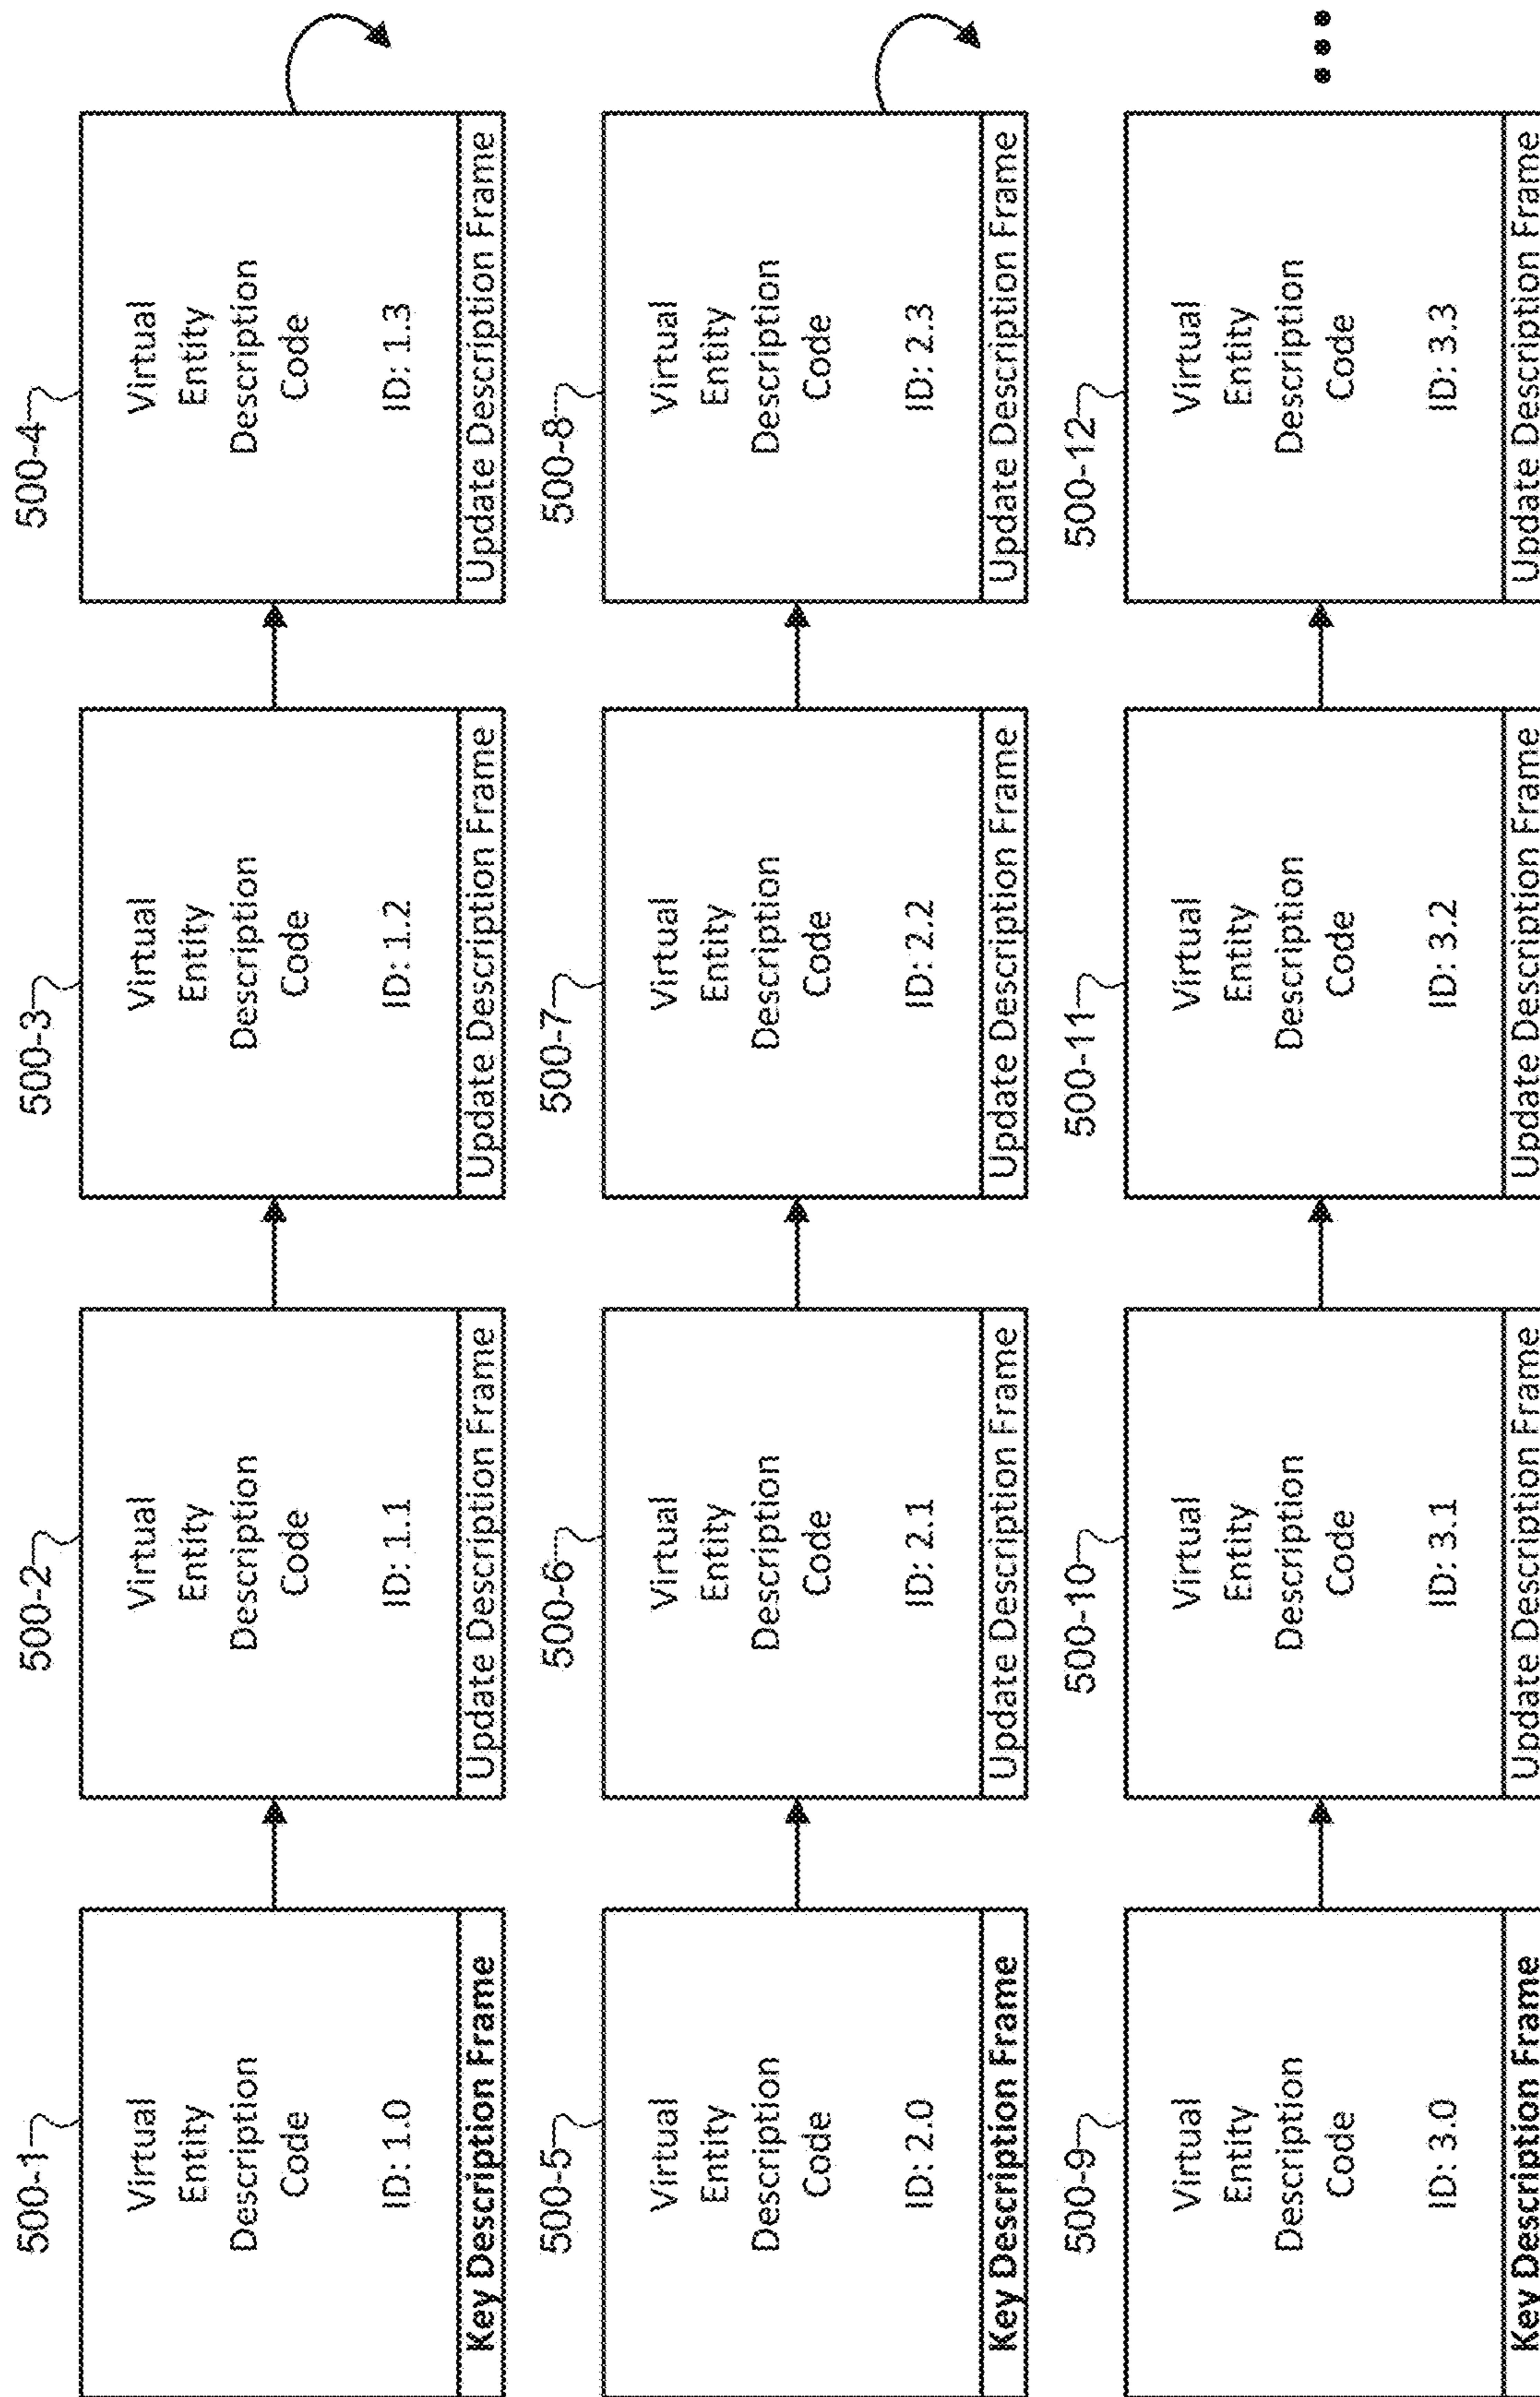 500-1
Virtual
Entity
Description
Code
ID: 1.0
Key Description Frame
500-2
Virtual
Entity
Description
Code
ID: 1.1
Update Description Frame
500-3
Virtual
Entity
Description
Code
ID: 1.2
Update Description Frame
500-4
Virtual
Entity
Description
Code
ID: 1.3
Update Description Frame
500-5
Virtual
Entity
Description
Code
ID: 2.0
Key Description Frame
500-6
Virtual
Entity
Description
Code
ID: 2.1
Update Description Frame
500-7
Virtual
Entity
Description
Code
ID: 2.2
Update Description Frame
500-8
Virtual
Entity
Description
Code
ID: 2.3
Update Description Frame
500-9
Virtual
Entity
Description
Code
ID: 3.0
Key Description Frame
500-10
Virtual
Entity
Description
Code
ID: 3.1
Update Description Frame
500-11
Virtual
Entity
Description
Code
ID: 3.2
Update Description Frame
500-12
Virtual
Entity
Description
Code
ID: 3.3
Update Description Frame